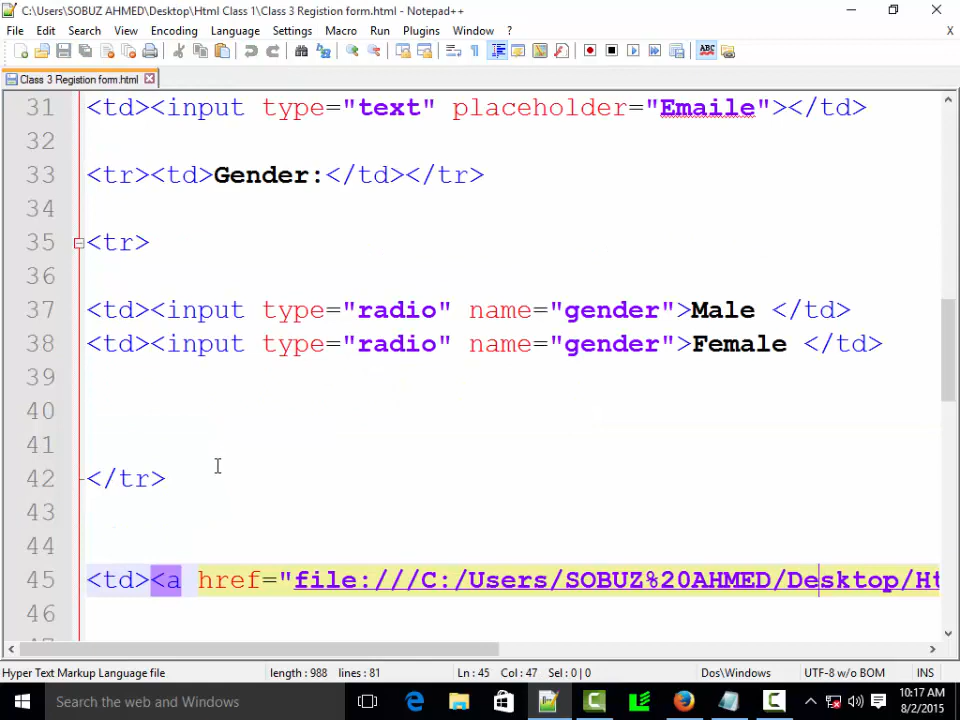 C:\Users\SOBUZ AHMED\Desktop\Html Class 1\Class 3 Registion form.html - Notepad++
File Edit Search View Encoding Language Settings Macro Run Plugins Window ? X
Class 3 Registion form.html
31 <td><input type="text" placeholder="Emaile"></td>
32
33 <tr><td>Gender:</td></tr>
34
35 <tr>
36
37 <td><input type="radio" name="gender">Male </td>
38 <td><input type="radio" name="gender">Female </td>
39
40
41
42 </tr>
43
44
45 <td><a href="file:///C:/Users/SOBUZ%20AHMED/Desktop/Ht
46
Hyper Text Markup Language file length : 988 lines : 81 Ln : 45 Col : 47 Sel : 0 | 0 Dos\Windows UTF-8 w/o BOM INS
Search the web and Windows
10:17 AM
8/2/2015